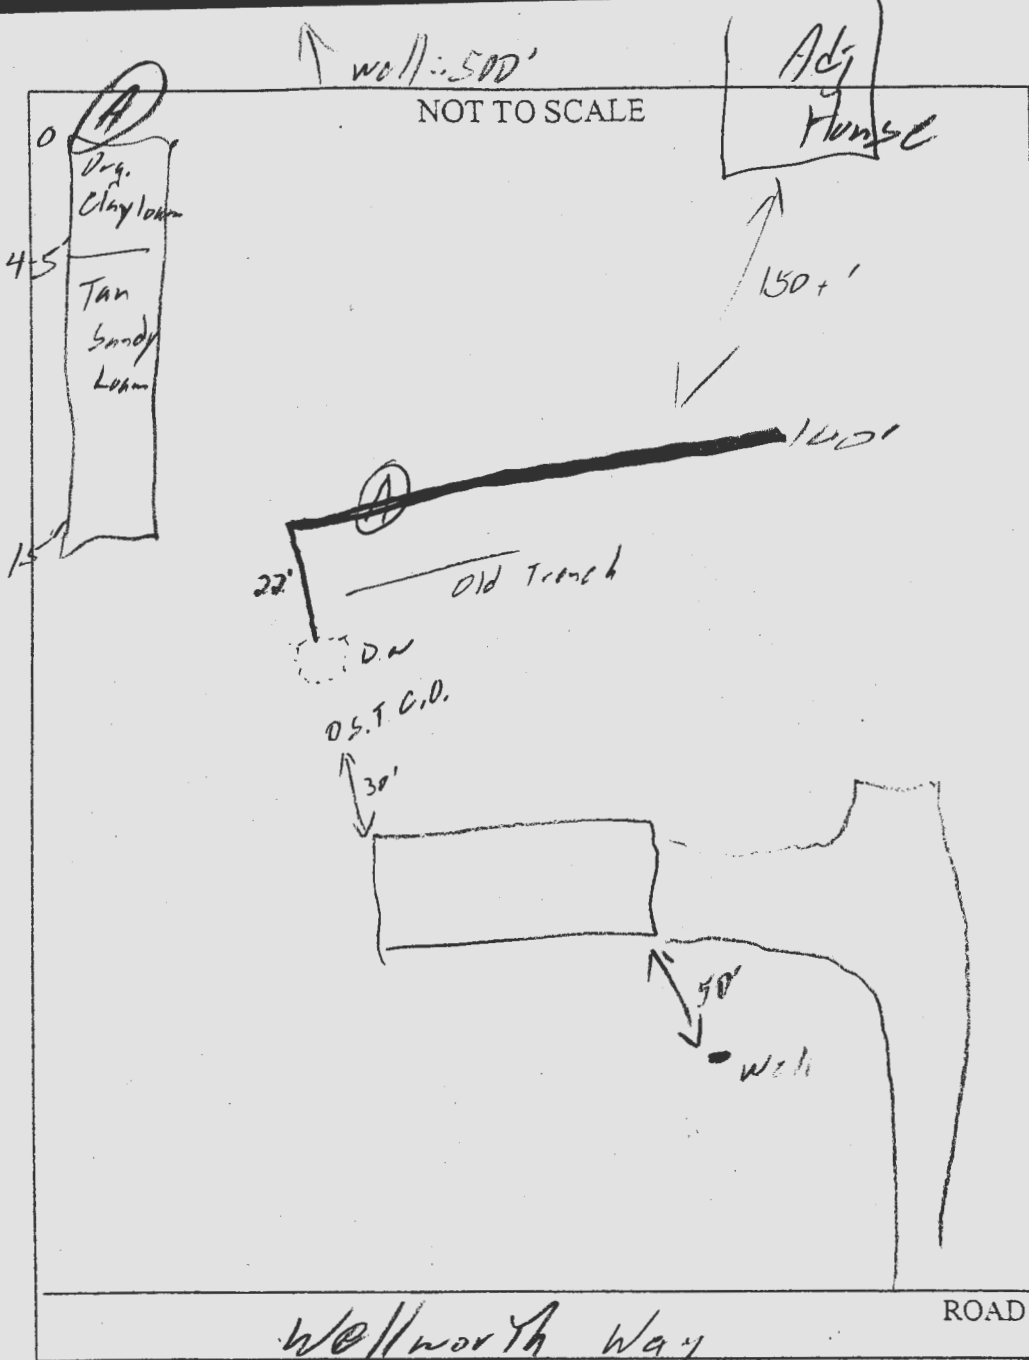 well :. 500'
Adj
House
NOT TO SCALE
A
0
Org.
Clay loam
4-5'
Tan
Sandy
Loam
15'
150+'
140'
A
22'
Old Trench
D.W
O S.T. C.O.
30'
50'
Well
ROAD
Wellworth Way